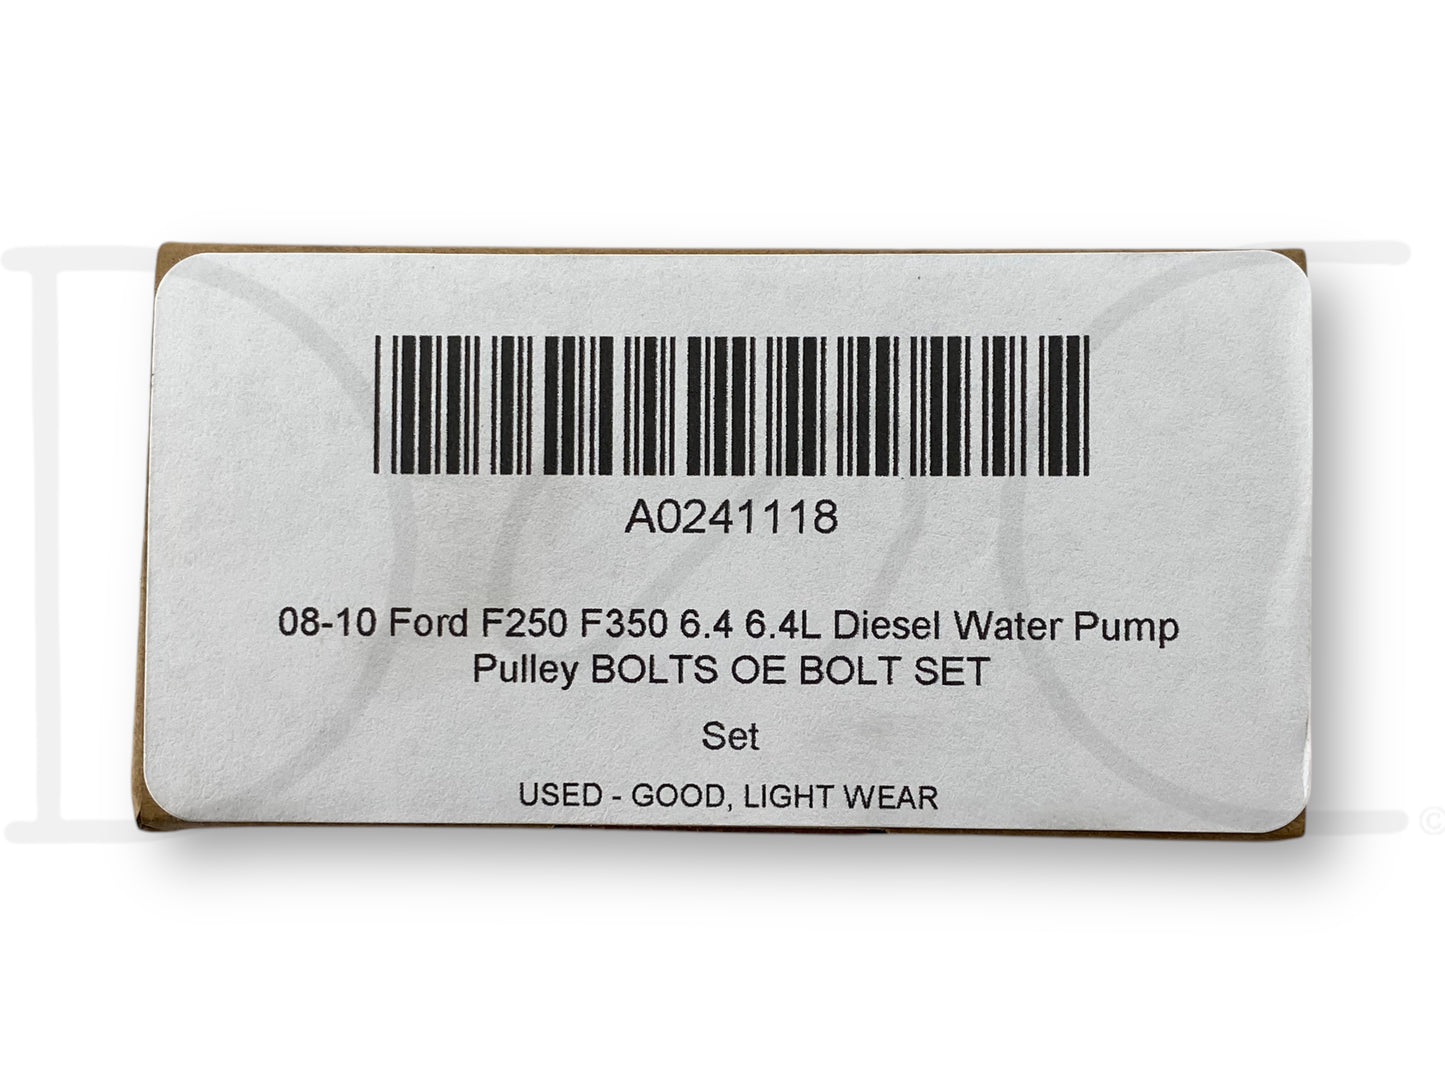 A0241118
08-10 Ford F250 F350 6.4 6.4L Diesel Water Pump
Pulley BOLTS OE BOLT SET
Set
USED - GOOD, LIGHT WEAR
©